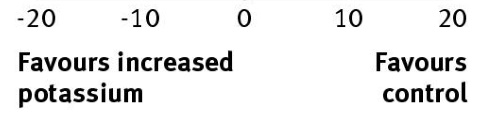 -20 -10 0 10 20
Favours increased Favours
potassium control